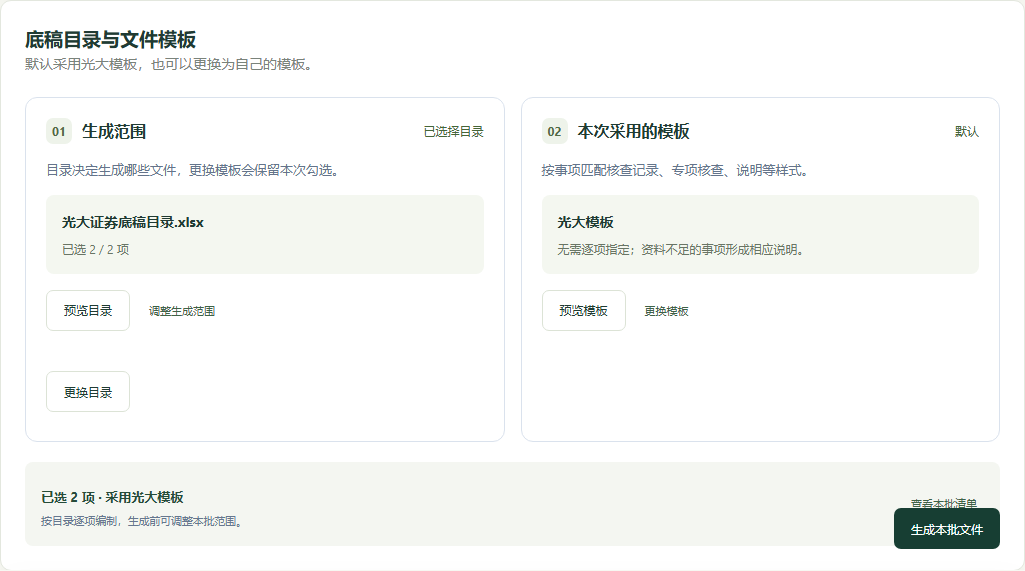 底稿目录与文件模板
默认采用光大模板，也可以更换为自己的模板。
01 生成范围 已选择目录
目录决定生成哪些文件，更换模板会保留本次勾选。
光大证券底稿目录.xlsx
已选 2 / 2 项
预览目录 调整生成范围
更换目录
02 本次采用的模板 默认
按事项匹配核查记录、专项核查、说明等样式。
光大模板
无需逐项指定；资料不足的事项形成相应说明。
预览模板 更换模板
已选 2 项 · 采用光大模板
按目录逐项编制，生成前可调整本批范围。
查看本批清单
生成本批文件